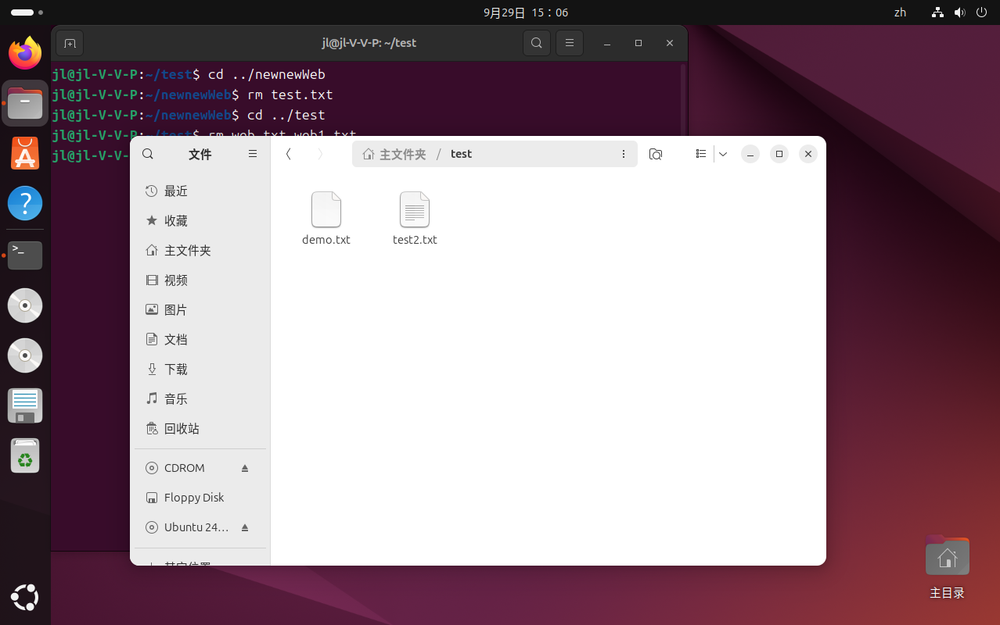 9月29日 15：06
zh
jl@jl-V-V-P: ~/test
jl@jl-V-V-P:~/test$ cd ../newnewWeb
jl@jl-V-V-P:~/newnewWeb$ rm test.txt
jl@jl-V-V-P:~/newnewWeb$ cd ../test
jl@jl-V-V-P:~/test$ rm web.txt web1.txt
jl@jl-V-V-P:~
文件
主文件夹 / test
最近
收藏
主文件夹
视频
图片
文档
下载
音乐
回收站
CDROM
Floppy Disk
Ubuntu 24…
其它位置
demo.txt
test2.txt
主目录